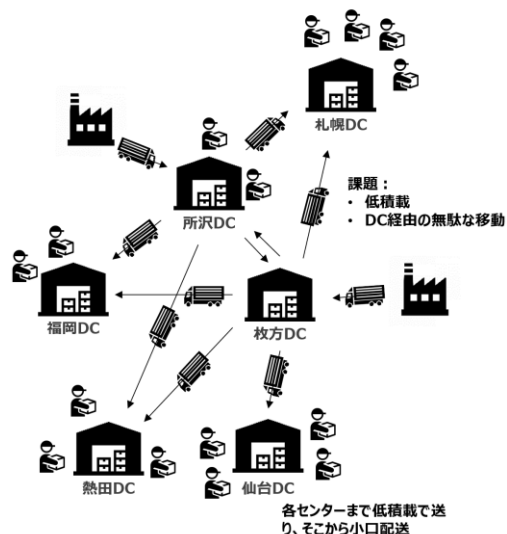 札幌DC
課題：
・ 低積載
・ DC経由の無駄な移動
所沢DC
福岡DC
枚方DC
熱田DC
仙台DC
各センターまで低積載で送
り、そこから小口配送